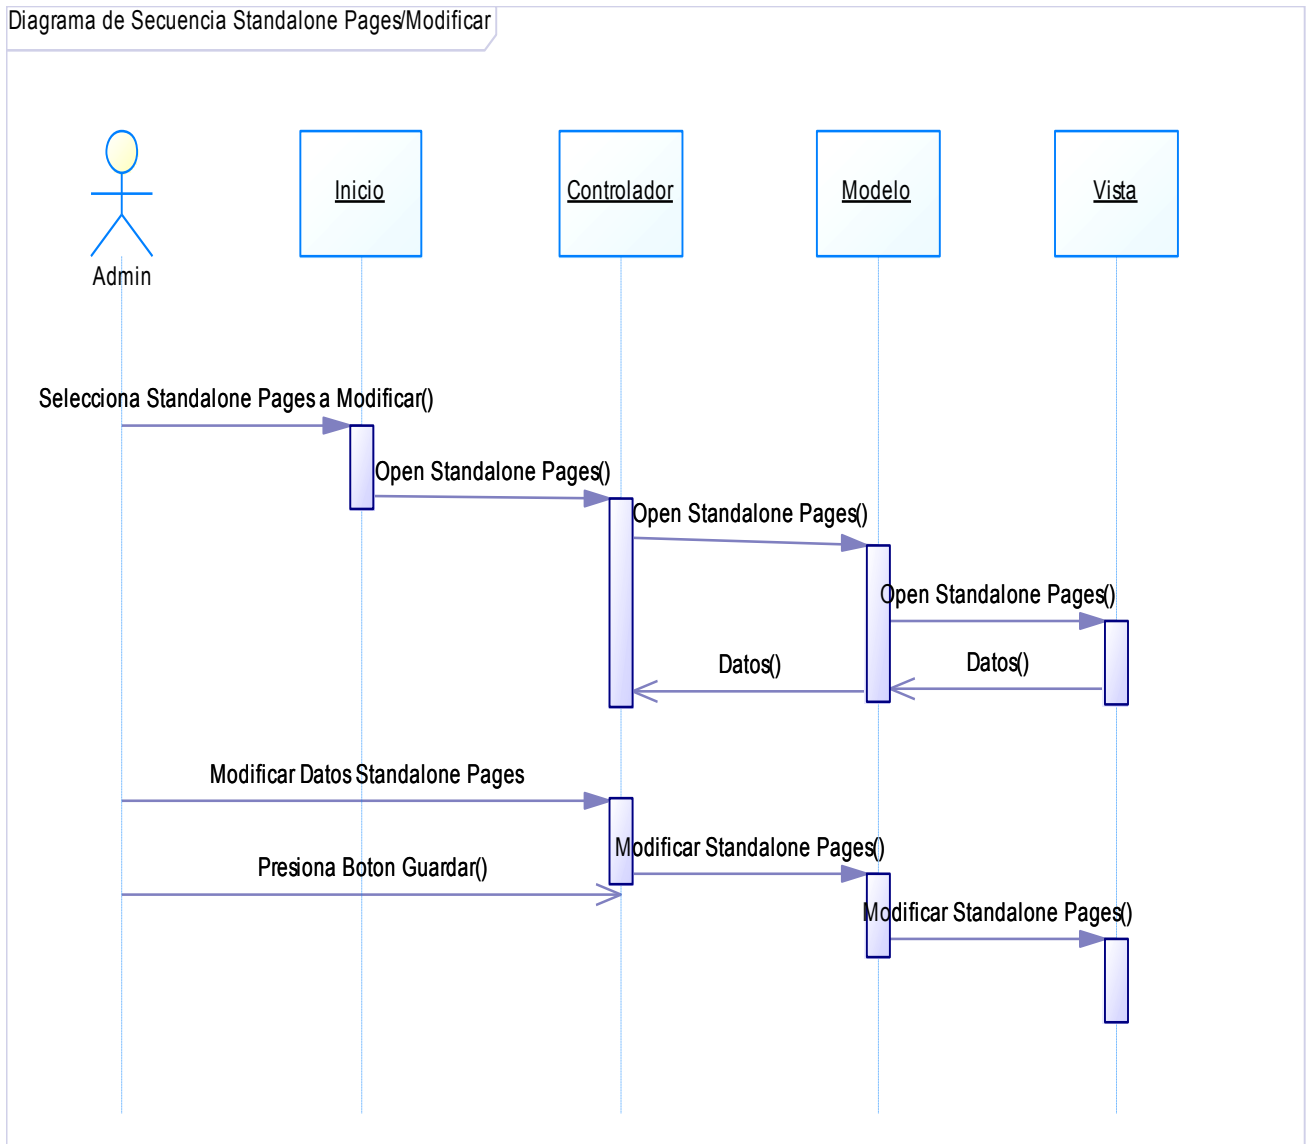 Diagrama de Secuencia Standalone Pages/Modificar
Inicio
Controlador
Modelo
Vista
Admin
Selecciona Standalone Pages a Modificar()
Open Standalone Pages()
Open Standalone Pages()
Open Standalone Pages()
Datos()
Datos()
Modificar Datos Standalone Pages
Modificar Standalone Pages()
Presiona Boton Guardar()
Modificar Standalone Pages()